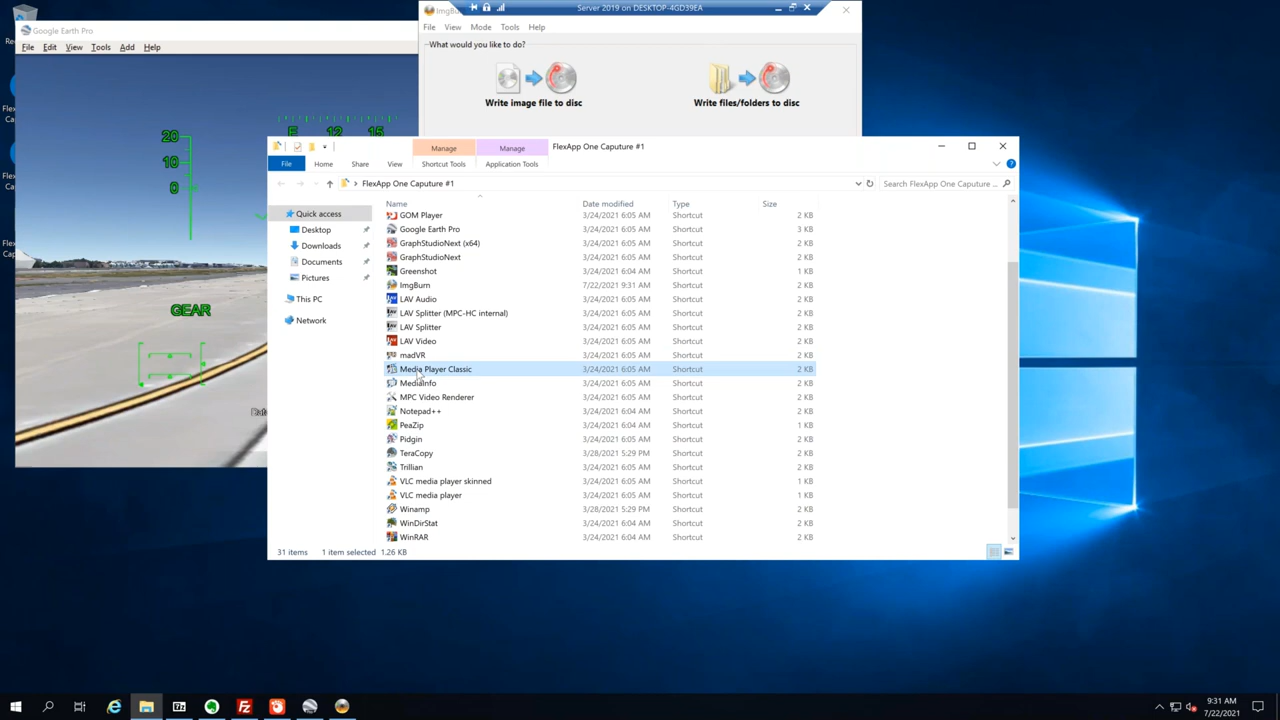 Server 2019 on DESKTOP-4GD39EA
Google Earth Pro
File Edit View Tools Add Help
File View Mode Tools Help
What would you like to do?
Write image file to disc
Write files/folders to disc
E 12 15
20
10
0
GEAR
Manage Manage FlexApp One Caputure #1
File Home Share View Shortcut Tools Application Tools
FlexApp One Caputure #1
Search FlexApp One Caputure ...
Quick access
Desktop
Downloads
Documents
Pictures
This PC
Network
Name Date modified Type Size
GOM Player 3/24/2021 6:05 AM Shortcut 2 KB
Google Earth Pro 3/24/2021 6:05 AM Shortcut 3 KB
GraphStudioNext (x64) 3/24/2021 6:05 AM Shortcut 2 KB
GraphStudioNext 3/24/2021 6:05 AM Shortcut 2 KB
Greenshot 3/24/2021 6:04 AM Shortcut 1 KB
ImgBurn 7/22/2021 9:31 AM Shortcut 2 KB
LAV Audio 3/24/2021 6:05 AM Shortcut 2 KB
LAV Splitter (MPC-HC internal) 3/24/2021 6:05 AM Shortcut 2 KB
LAV Splitter 3/24/2021 6:05 AM Shortcut 2 KB
LAV Video 3/24/2021 6:05 AM Shortcut 2 KB
madVR 3/24/2021 6:05 AM Shortcut 2 KB
Media Player Classic 3/24/2021 6:05 AM Shortcut 2 KB
MediaInfo 3/24/2021 6:05 AM Shortcut 2 KB
MPC Video Renderer 3/24/2021 6:05 AM Shortcut 2 KB
Notepad++ 3/24/2021 6:04 AM Shortcut 2 KB
PeaZip 3/24/2021 6:04 AM Shortcut 1 KB
Pidgin 3/24/2021 6:05 AM Shortcut 2 KB
TeraCopy 3/28/2021 5:29 PM Shortcut 2 KB
Trillian 3/24/2021 6:05 AM Shortcut 2 KB
VLC media player skinned 3/24/2021 6:05 AM Shortcut 1 KB
VLC media player 3/24/2021 6:05 AM Shortcut 1 KB
Winamp 3/28/2021 5:29 PM Shortcut 2 KB
WinDirStat 3/24/2021 6:04 AM Shortcut 2 KB
WinRAR 3/24/2021 6:04 AM Shortcut 2 KB
31 items 1 item selected 1.26 KB
9:31 AM
7/22/2021